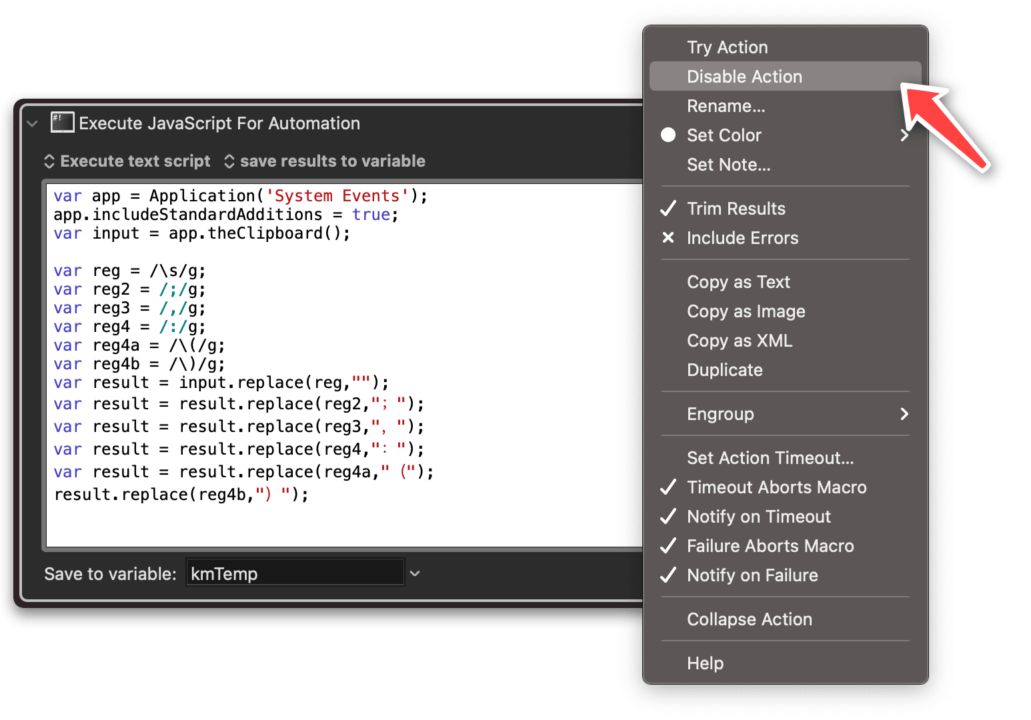 Execute JavaScript For Automation
Execute text script save results to variable
var app = Application('System Events');
app.includeStandardAdditions = true;
var input = app.theClipboard();
var reg = /\s/g;
var reg2 = /;/g;
var reg3 = /,/g;
var reg4 = /:/g;
var reg4a = /\(/g;
var reg4b = /\)/g;
var result = input.replace(reg,"");
var result = result.replace(reg2,"；");
var result = result.replace(reg3,"，");
var result = result.replace(reg4,"：");
var result = result.replace(reg4a,"（");
result.replace(reg4b,"）");
Save to variable: kmTemp
Try Action
Disable Action
Rename...
Set Color
Set Note...
Trim Results
Include Errors
Copy as Text
Copy as Image
Copy as XML
Duplicate
Engroup
Set Action Timeout...
Timeout Aborts Macro
Notify on Timeout
Failure Aborts Macro
Notify on Failure
Collapse Action
Help